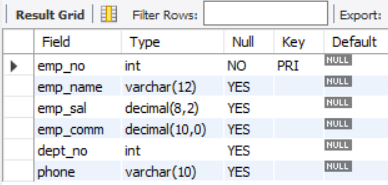 Result Grid Filter Rows: Export:
Field Type Null Key Default
emp_no int NO PRI NULL
emp_name varchar(12) YES NULL
emp_sal decimal(8,2) YES NULL
emp_comm decimal(10,0) YES NULL
dept_no int YES NULL
phone varchar(10) YES NULL